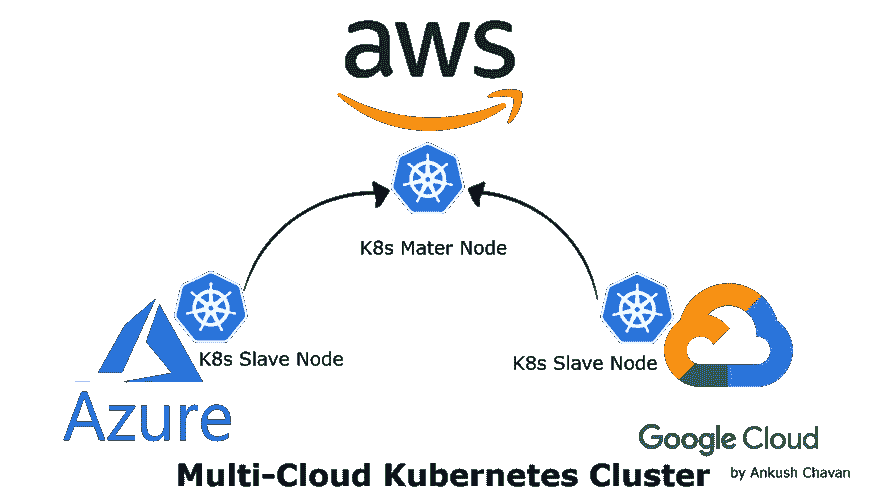 aws
K8s Mater Node
K8s Slave Node
K8s Slave Node
Azure
Google Cloud
Multi-Cloud Kubernetes Cluster
by Ankush Chavan